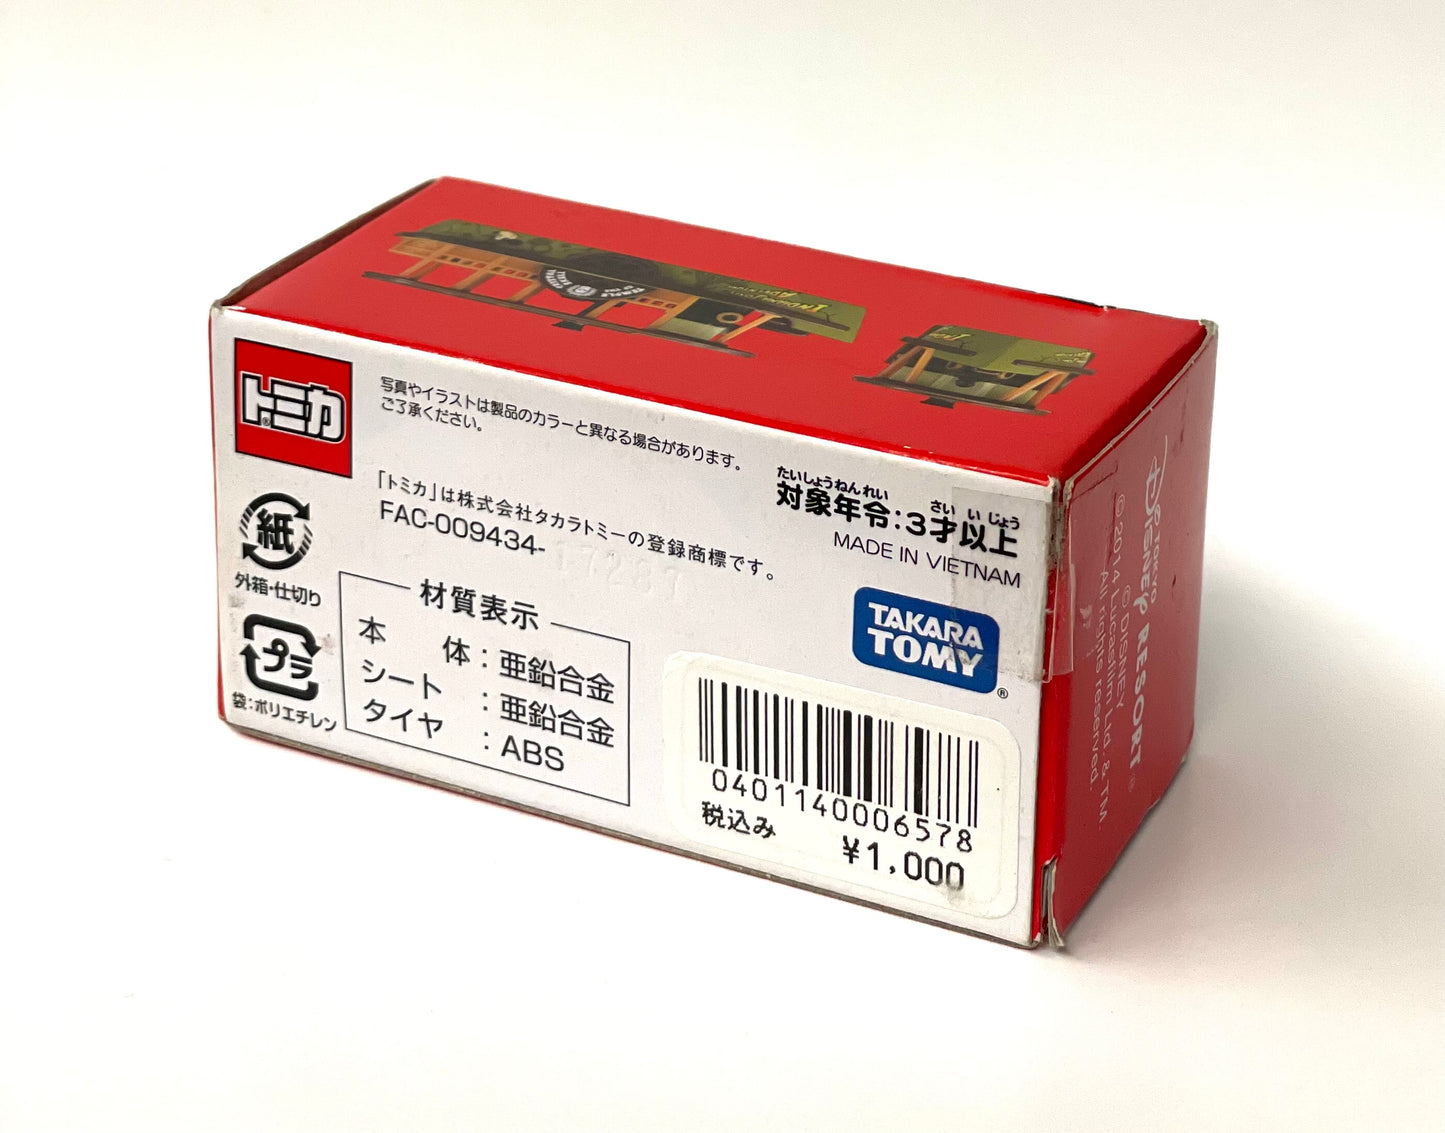 TEMPLE
OF THE
INDIANA JONES
ADVENTURE
トミカ®
写真やイラストは製品のカラーと異なる場合があります。
ご了承ください。
「トミカ」は株式会社タカラトミーの登録商標です。
FAC-009434-
17287
たいしょうねんれい さい い じょう
対象年令:3才以上
MADE IN VIETNAM
紙
外箱・仕切り
プラ
袋:ポリエチレン
材質表示
本 体:亜鉛合金
シート:亜鉛合金
タイヤ:ABS
TAKARA
TOMY®
0401140006578
税込み
¥1,000
TOKYO
DISNEY RESORT®
© DISNEY
© 2014 Lucasfilm Ltd. & TM.
All rights reserved.